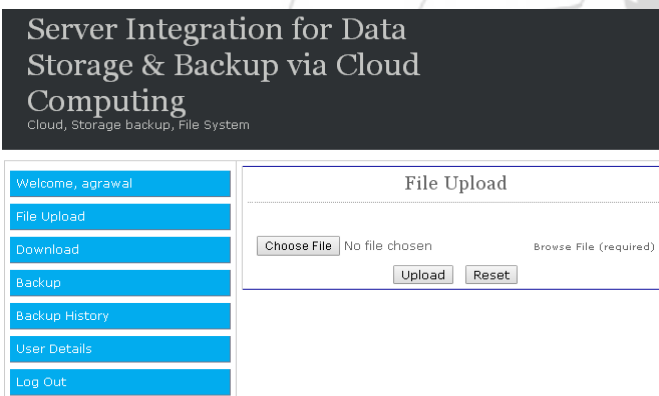 Server Integration for Data
Storage & Backup via Cloud
Computing
Cloud, Storage backup, File System
Welcome, agrawal
File Upload
Download
Backup
Backup History
User Details
Log Out
File Upload
Choose File No file chosen Browse File (required)
Upload Reset